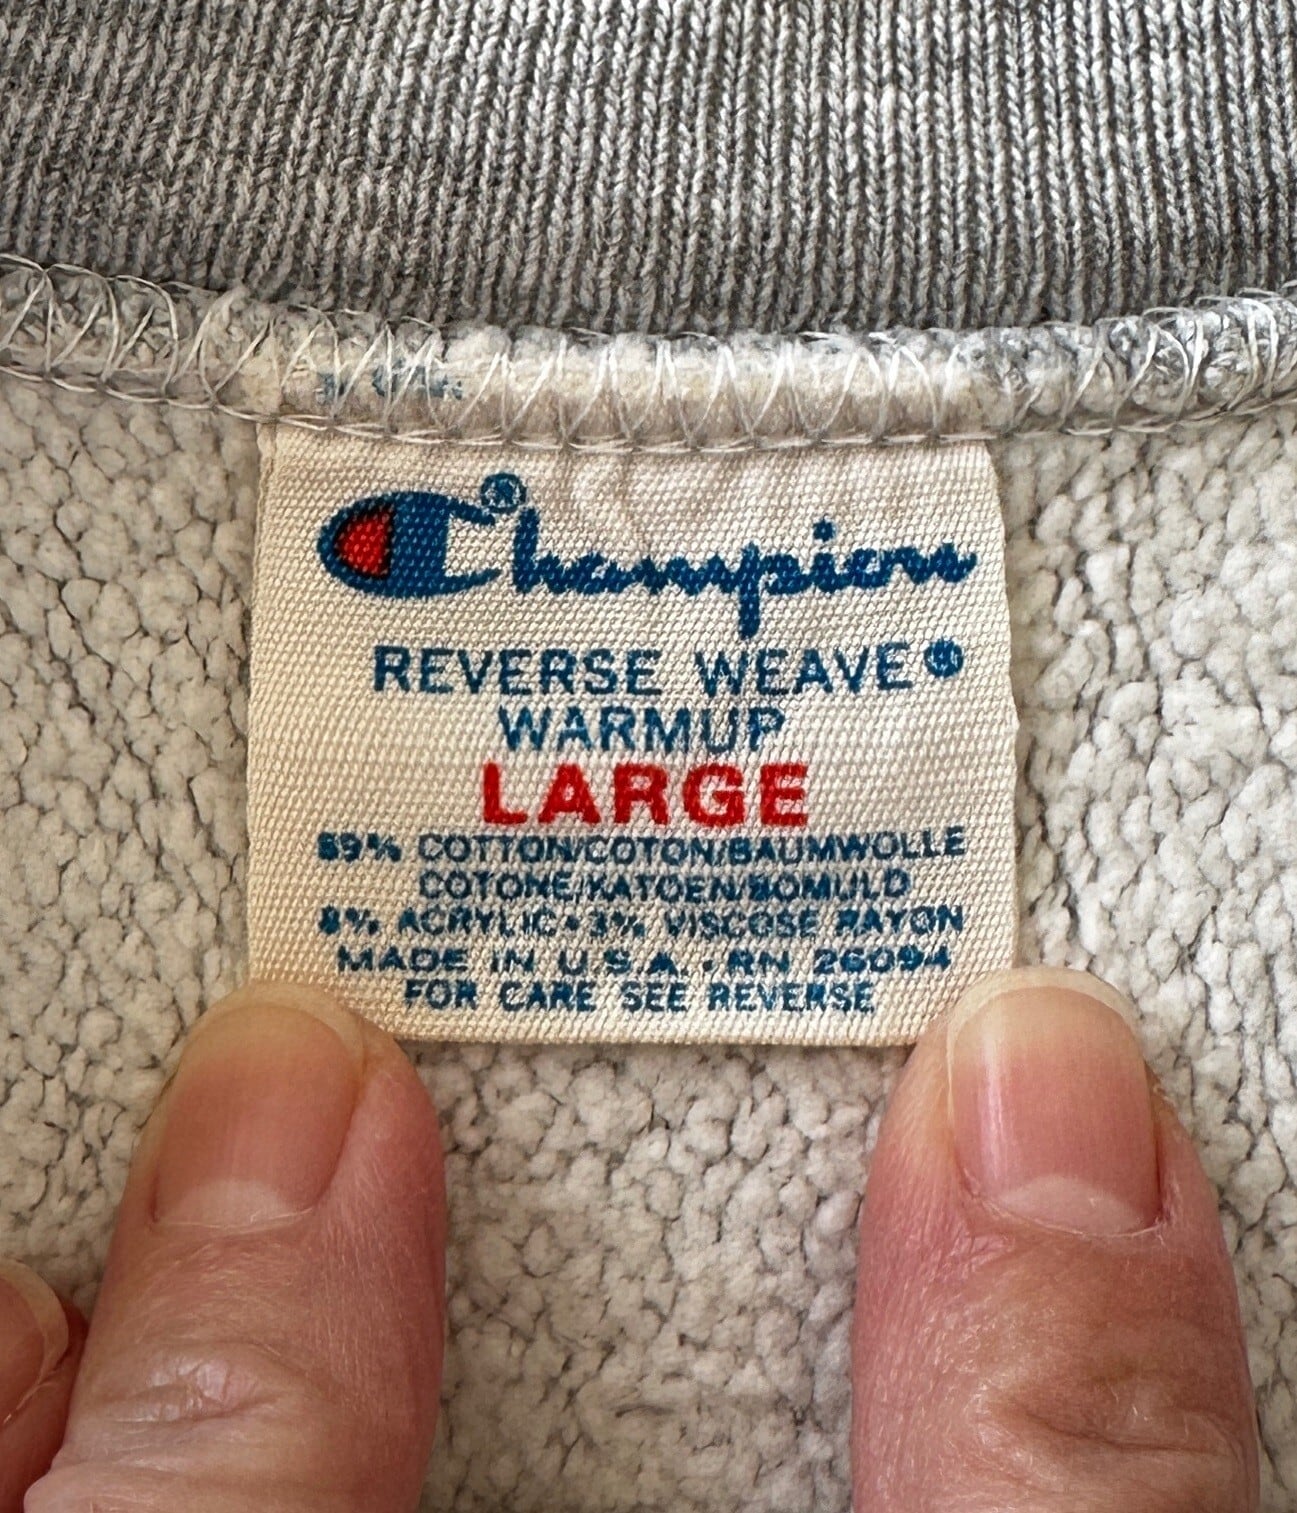 Champion®
REVERSE WEAVE®
WARMUP
LARGE
89% COTTON/COTON/BAUMWOLLE
COTONE/KATOEN/BOMULD
8% ACRYLIC • 3% VISCOSE RAYON
MADE IN U.S.A. • RN 26094
FOR CARE SEE REVERSE